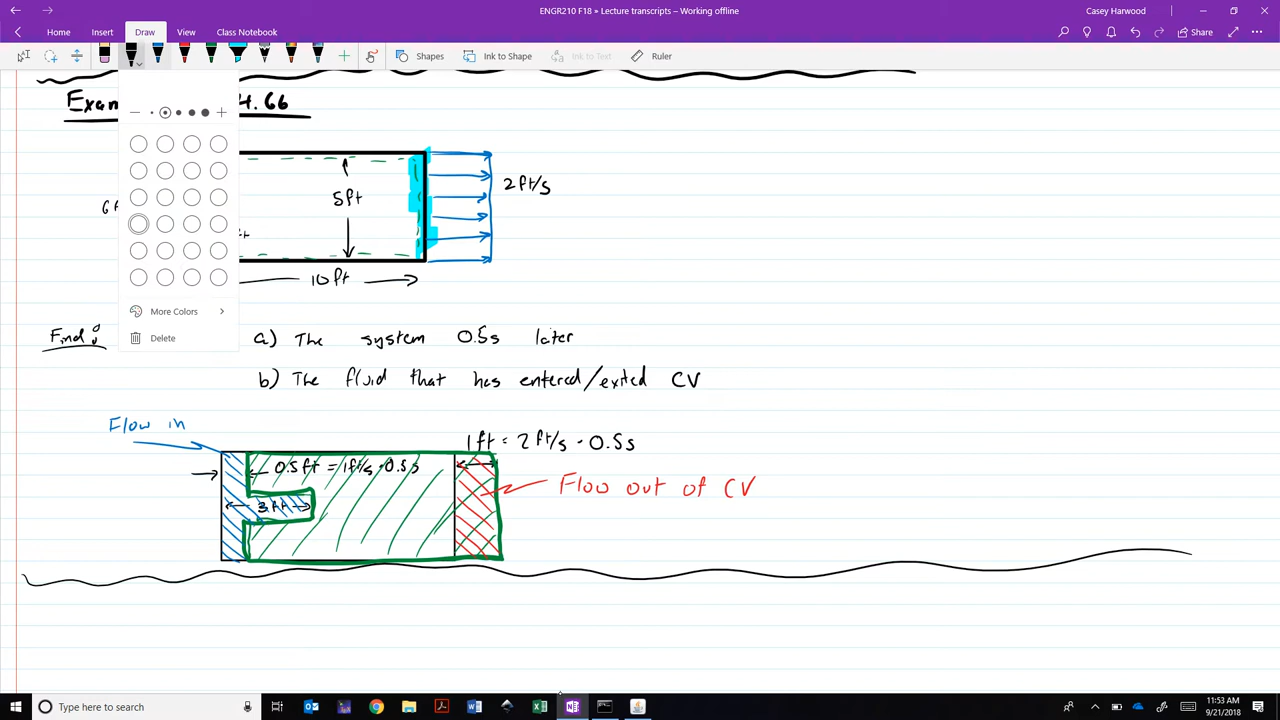 ENGR210 F18 » Lecture transcripts – Working offline
Casey Harwood
Home
Insert
Draw
View
Class Notebook
Share
Shapes
Ink to Shape
Ink to Text
Ruler
4.66
More Colors
Delete
5ft
2ft/s
10ft
Find:
a) The system 0.5s later
b) The fluid that has entered/exited CV
Flow in
1ft = 2ft/s · 0.5s
0.5ft = 1ft/s · 0.5s
3ft
Flow out of CV
Type here to search
11:53 AM
9/21/2018